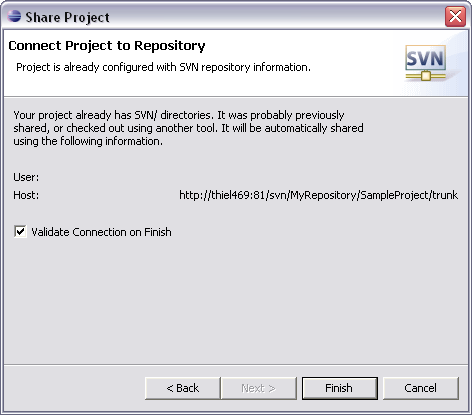 Share Project
Connect Project to Repository
Project is already configured with SVN repository information.
SVN
Your project already has SVN/ directories. It was probably previously
shared, or checked out using another tool. It will be automatically shared
using the following information.
User:
Host: http://thiel469:81/svn/MyRepository/SampleProject/trunk
Validate Connection on Finish
< Back Next > Finish Cancel